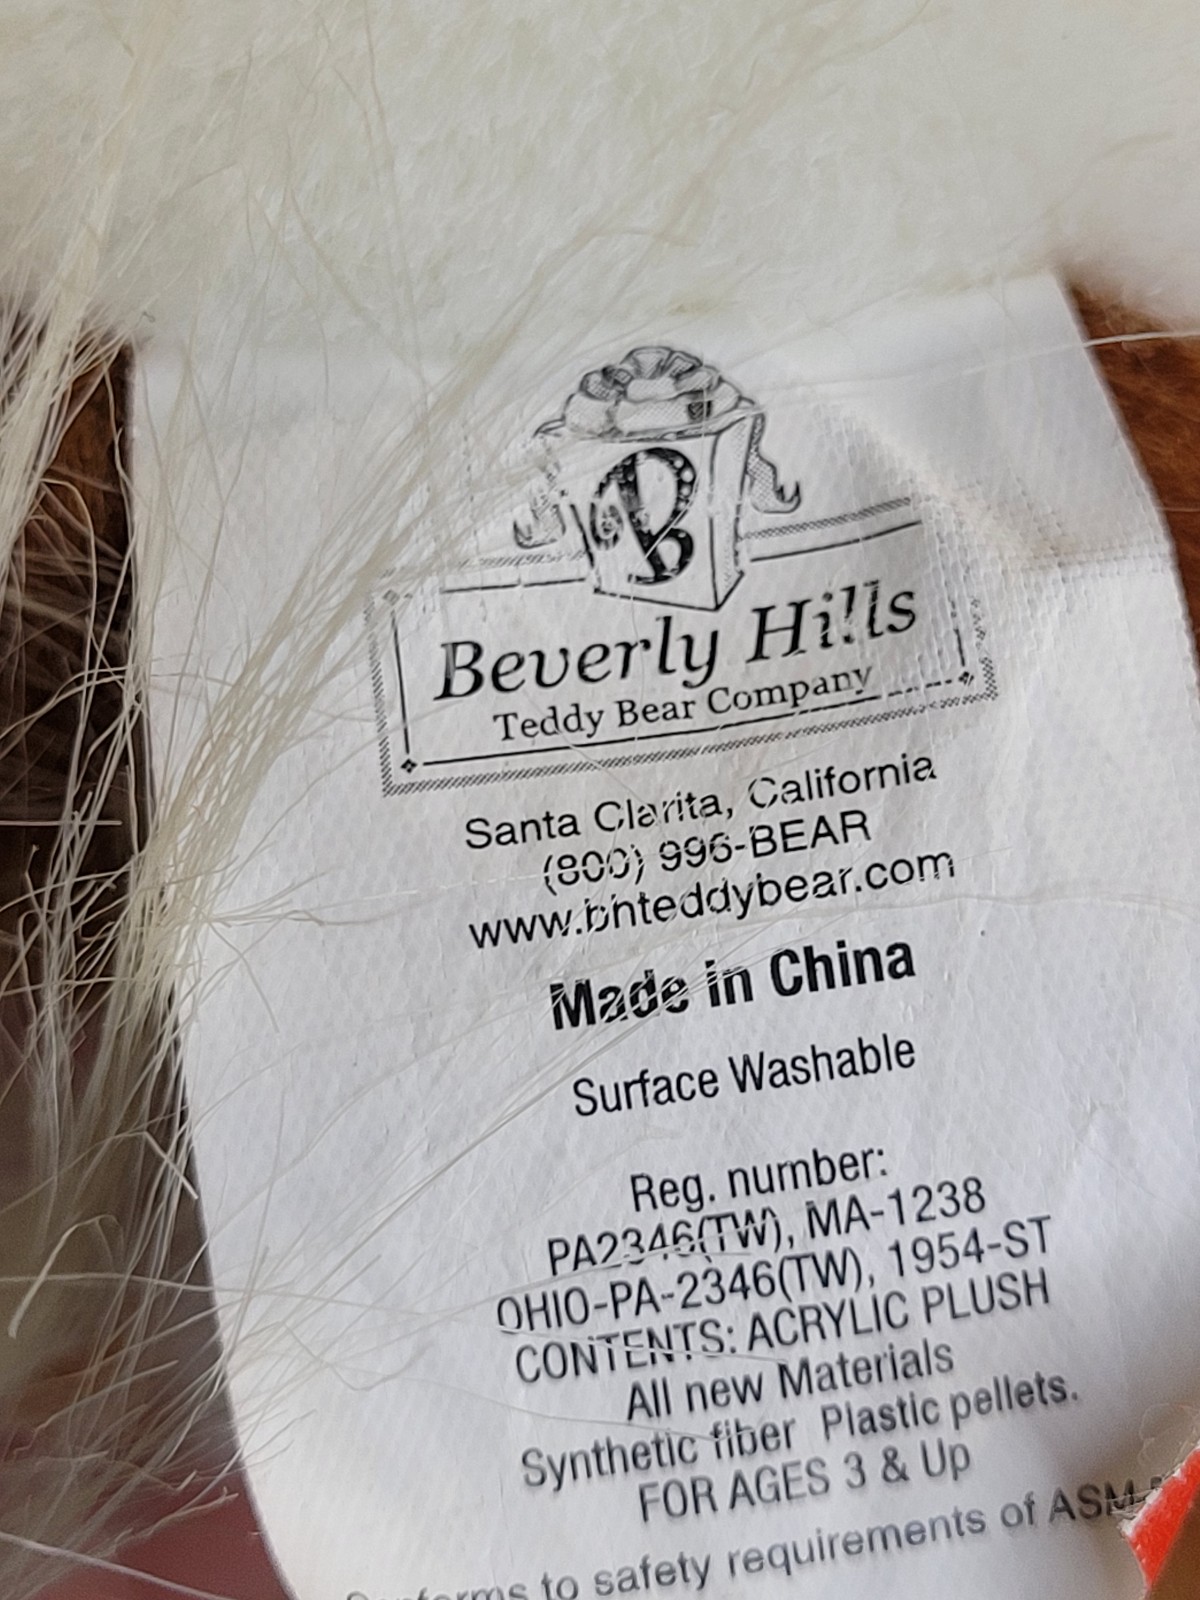 B
Beverly Hills
Teddy Bear Company
Santa Clarita, California
(800) 996-BEAR
www.bhteddybear.com
Made in China
Surface Washable
Reg. number:
PA2346(TW), MA-1238
OHIO-PA-2346(TW), 1954-ST
CONTENTS: ACRYLIC PLUSH
All new Materials
Synthetic fiber Plastic pellets.
FOR AGES 3 & Up
Conforms to safety requirements of